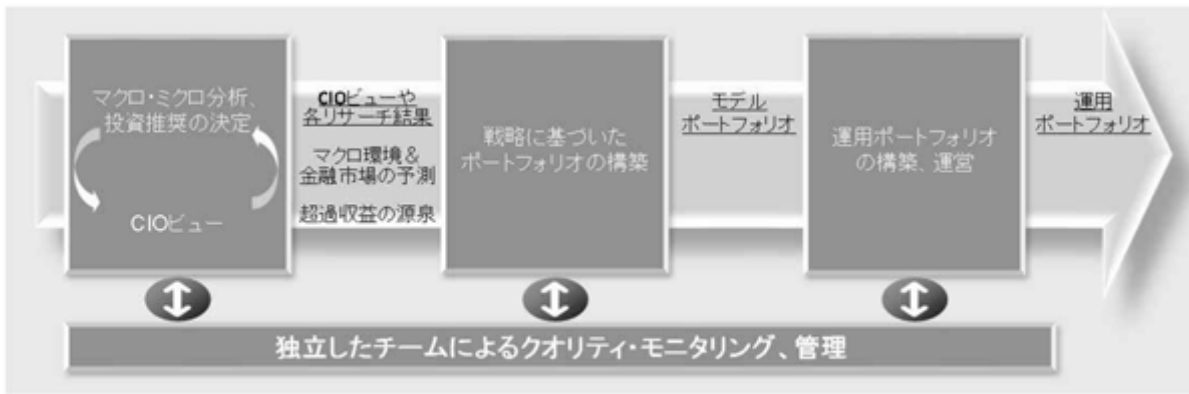 マクロ・ミクロ分析、
投資推奨の決定
CIOビュー
CIOビューや
各リサーチ結果
マクロ環境＆
金融市場の予測
超過収益の源泉
戦略に基づいた
ポートフォリオの構築
モデル
ポートフォリオ
運用ポートフォリオ
の構築、運営
運用
ポートフォリオ
独立したチームによるクオリティ・モニタリング、管理